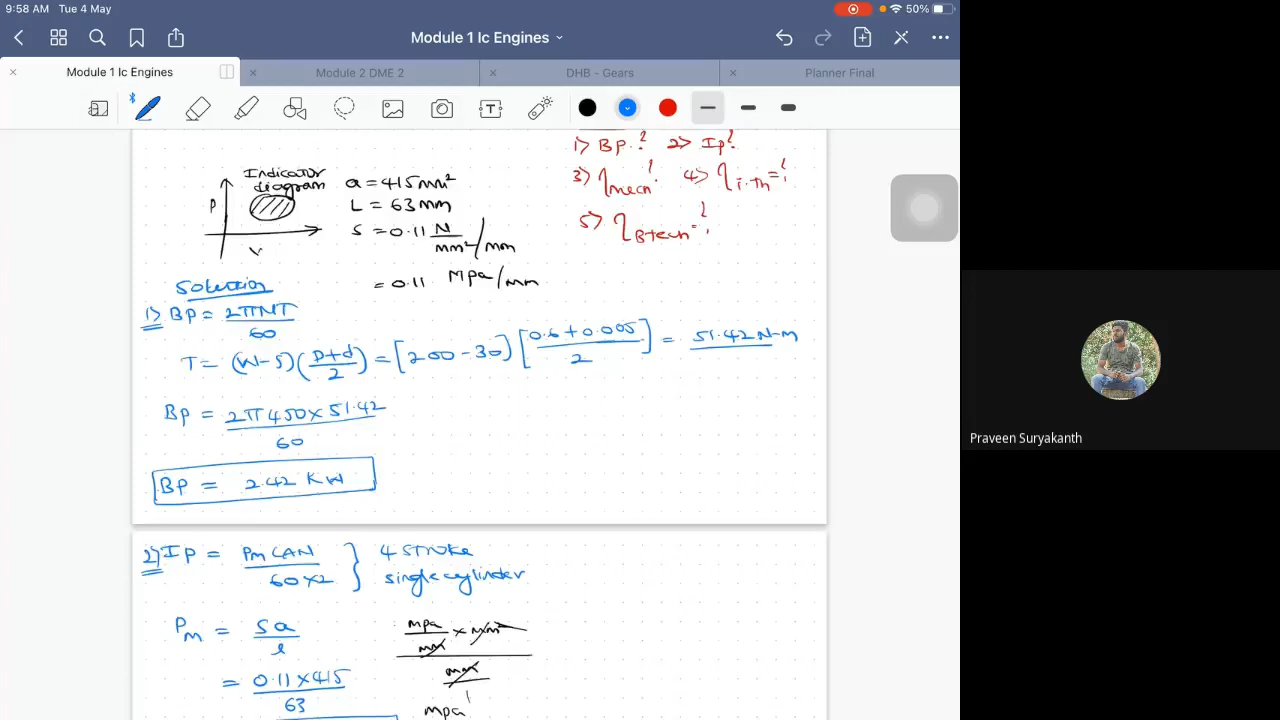 9:58 AM Tue 4 May
50%
Module 1 Ic Engines
Module 1 Ic Engines
Module 2 DME 2
DHB - Gears
Planner Final
1> BP.? 2> Ip?
3> ηmech? 4> ηI.Th=?
5> ηBtech=?
Indicator
diagram
P
V
a = 415mm²
L = 63mm
S = 0.11 N/mm²/mm
= 0.11 Mpa/mm
Solution
1> BP = 2πNT/60
T = (W-S)(D+d/2) = [200-30][0.6+0.005/2] = 51.42 N-m
BP = 2π450×51.42/60
BP = 2.42 KW
2> IP = PmLAN/60×2 } 4 stroke
single cylinder
Pm = Sa/l
mpa/mm × mm²
mm
= 0.11×415/63
mpa
Praveen Suryakanth